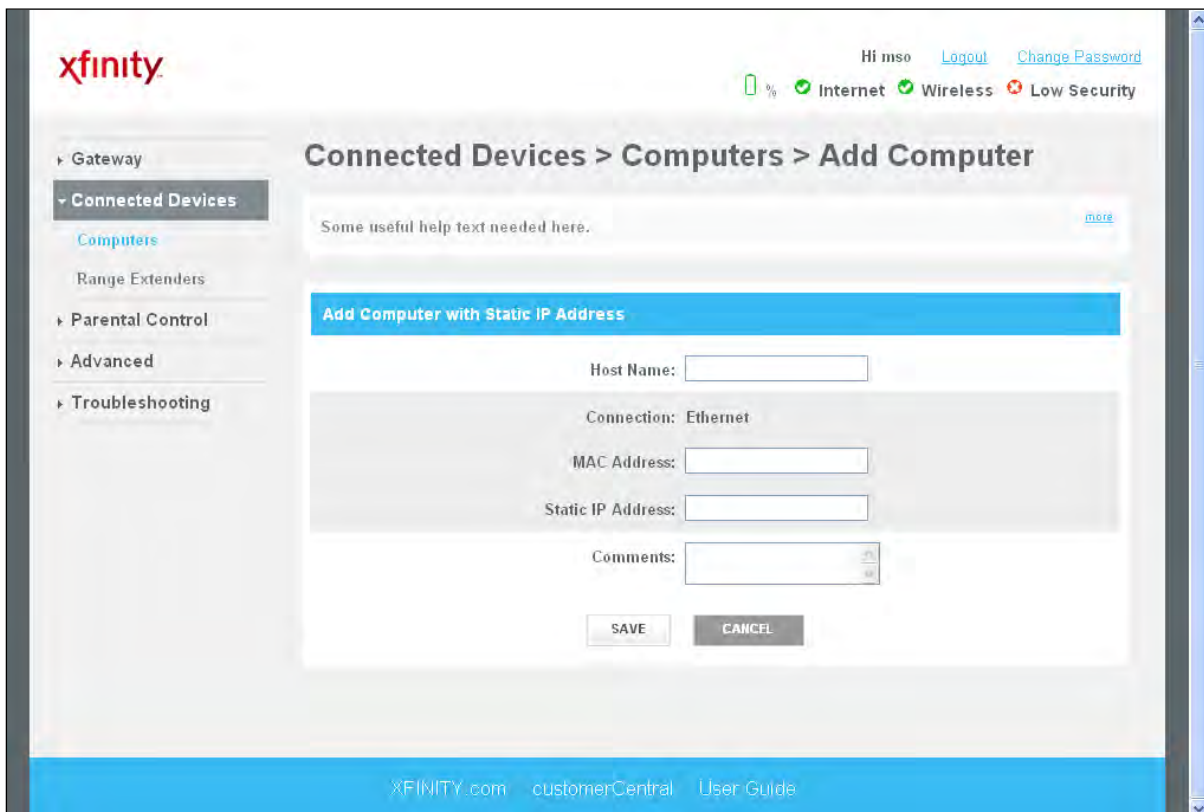 xfinity.
Hi mso Logout Change Password
% Internet Wireless Low Security
Gateway
Connected Devices
Computers
Range Extenders
Parental Control
Advanced
Troubleshooting
Connected Devices > Computers > Add Computer
Some useful help text needed here.
more
Add Computer with Static IP Address
Host Name:
Connection: Ethernet
MAC Address:
Static IP Address:
Comments:
SAVE CANCEL
XFINITY.com customerCentral User Guide